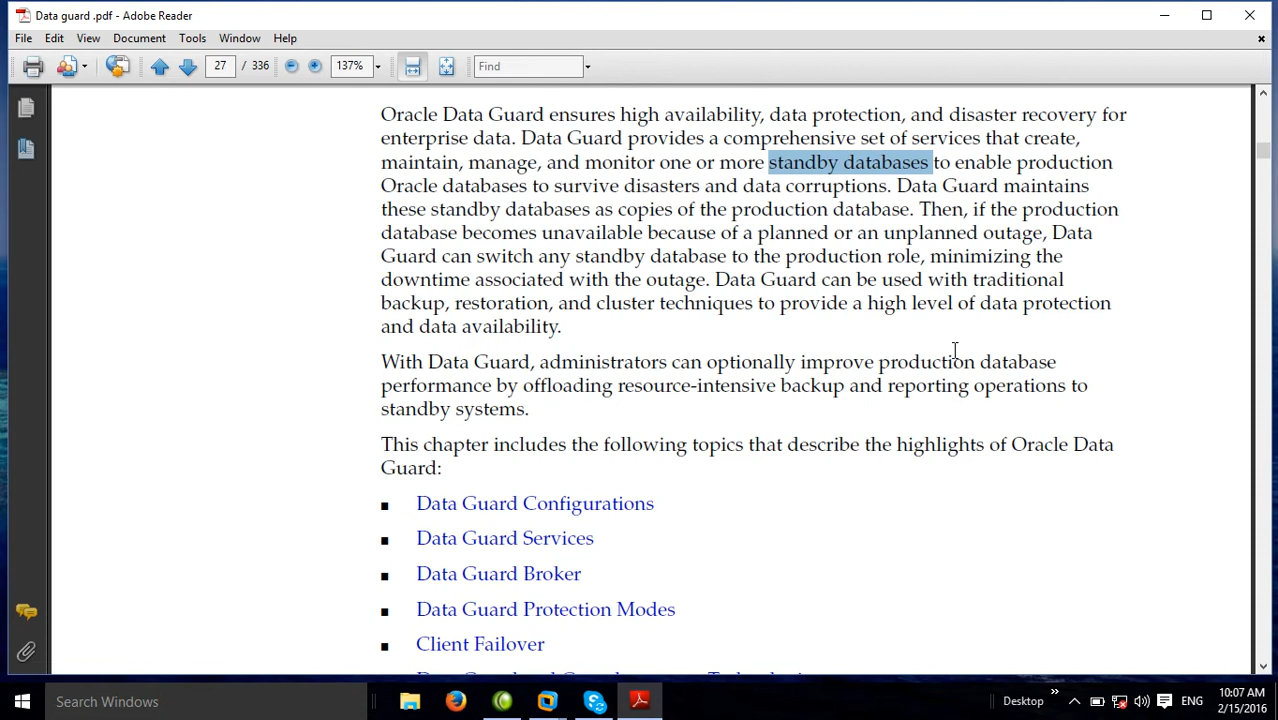 Data guard .pdf - Adobe Reader
File Edit View Document Tools Window Help
27 / 336 137% Find
Oracle Data Guard ensures high availability, data protection, and disaster recovery for
enterprise data. Data Guard provides a comprehensive set of services that create,
maintain, manage, and monitor one or more standby databases to enable production
Oracle databases to survive disasters and data corruptions. Data Guard maintains
these standby databases as copies of the production database. Then, if the production
database becomes unavailable because of a planned or an unplanned outage, Data
Guard can switch any standby database to the production role, minimizing the
downtime associated with the outage. Data Guard can be used with traditional
backup, restoration, and cluster techniques to provide a high level of data protection
and data availability.
With Data Guard, administrators can optionally improve production database
performance by offloading resource-intensive backup and reporting operations to
standby systems.
This chapter includes the following topics that describe the highlights of Oracle Data
Guard:
■ Data Guard Configurations
■ Data Guard Services
■ Data Guard Broker
■ Data Guard Protection Modes
■ Client Failover
Search Windows
Desktop
ENG
10:07 AM
2/15/2016